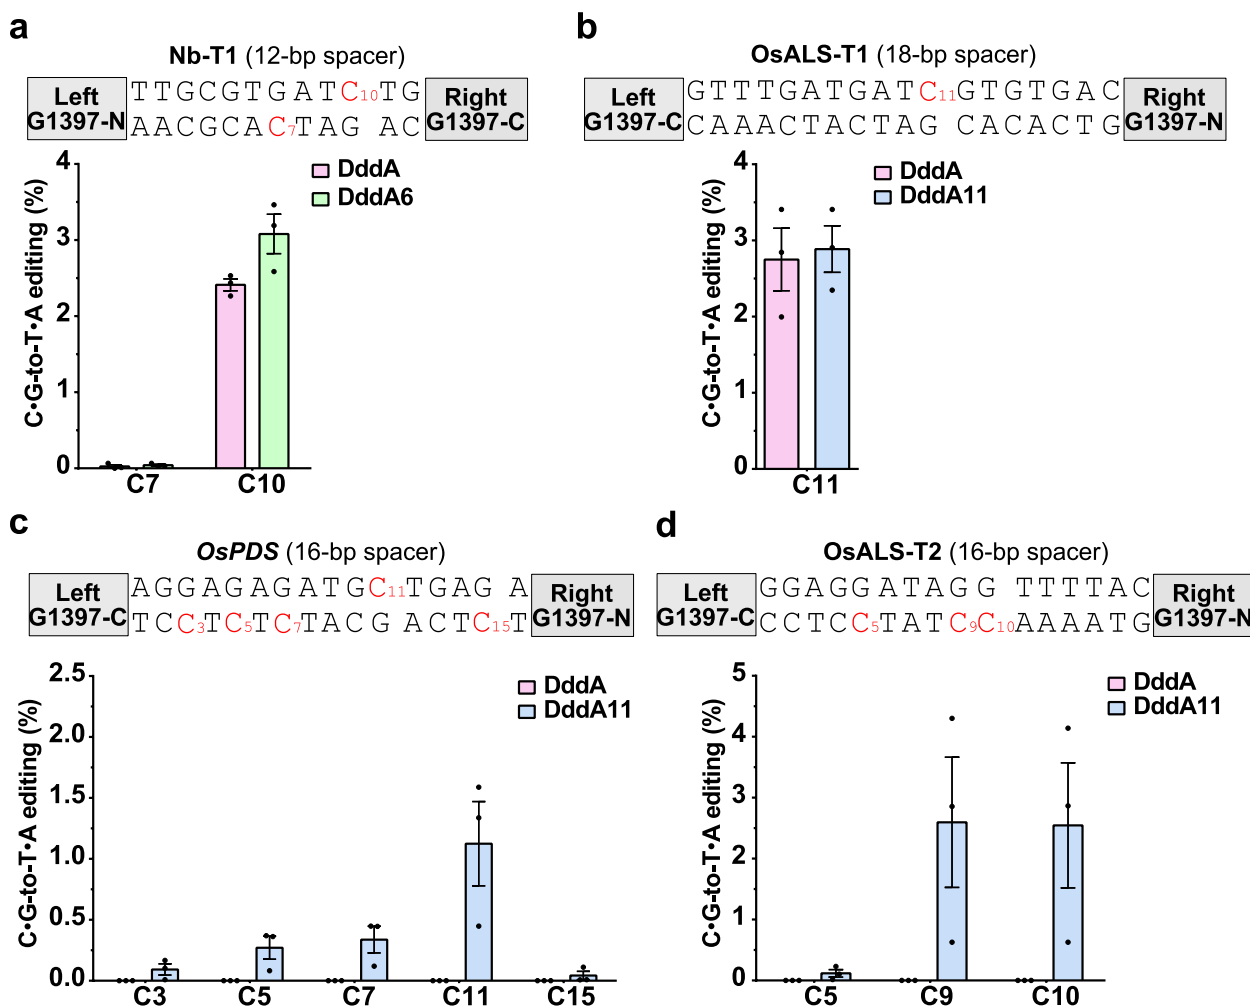 a
Nb-T1 (12-bp spacer)
Left
G1397-N
TTGCGTGATC10TG
AACGCAC7TAG AC
Right
G1397-C
DddA
DddA6
C•G-to-T•A editing (%)
4
3
2
1
0
C7
C10
b
OsALS-T1 (18-bp spacer)
Left
G1397-C
GTTTGATGATC11GTGTGAC
CAAACTACTAG CACACTG
Right
G1397-N
DddA
DddA11
C•G-to-T•A editing (%)
4
3
2
1
0
C11
c
OsPDS (16-bp spacer)
Left
G1397-C
AGGAGAGATGC11TGAG A
TCC3TC5TC7TACG ACTC15T
Right
G1397-N
DddA
DddA11
C•G-to-T•A editing (%)
2.5
2.0
1.5
1.0
0.5
0.0
C3
C5
C7
C11
C15
d
OsALS-T2 (16-bp spacer)
Left
G1397-C
GGAGGATAGG TTTTAC
CCTCC5TATC9C10AAAATG
Right
G1397-N
DddA
DddA11
C•G-to-T•A editing (%)
5
4
3
2
1
0
C5
C9
C10